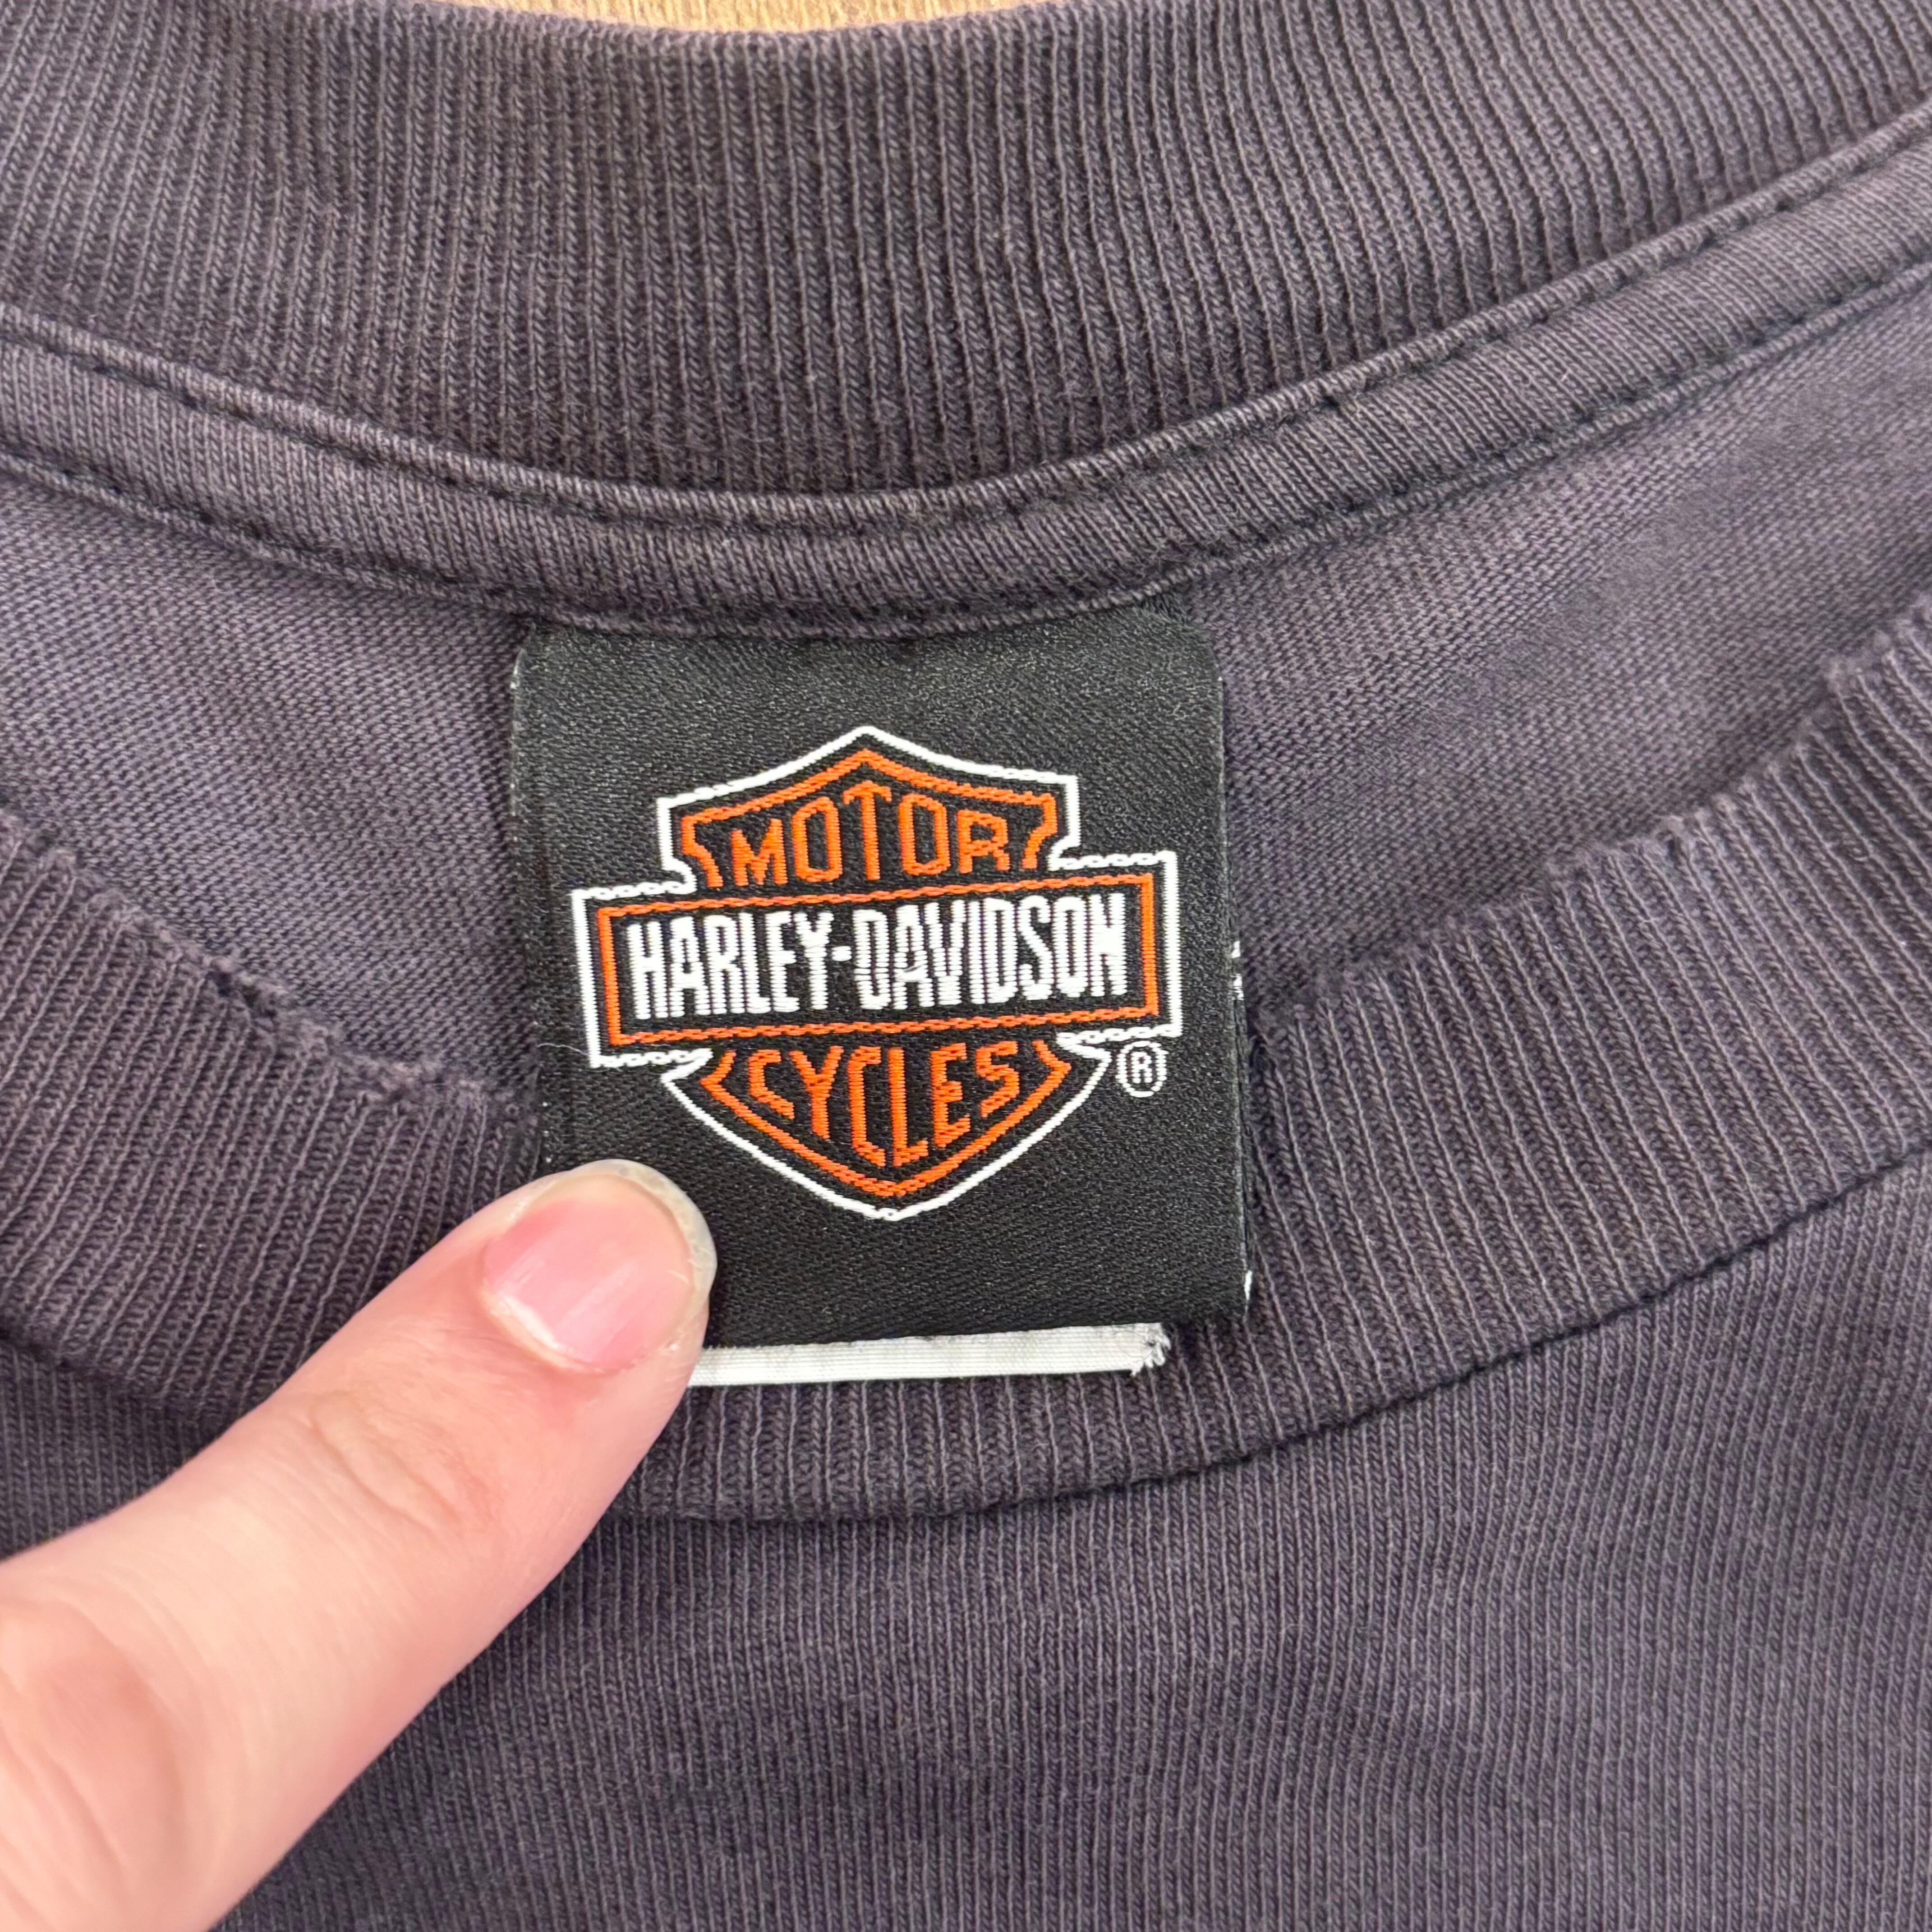 MOTOR
HARLEY-DAVIDSON
CYCLES
®